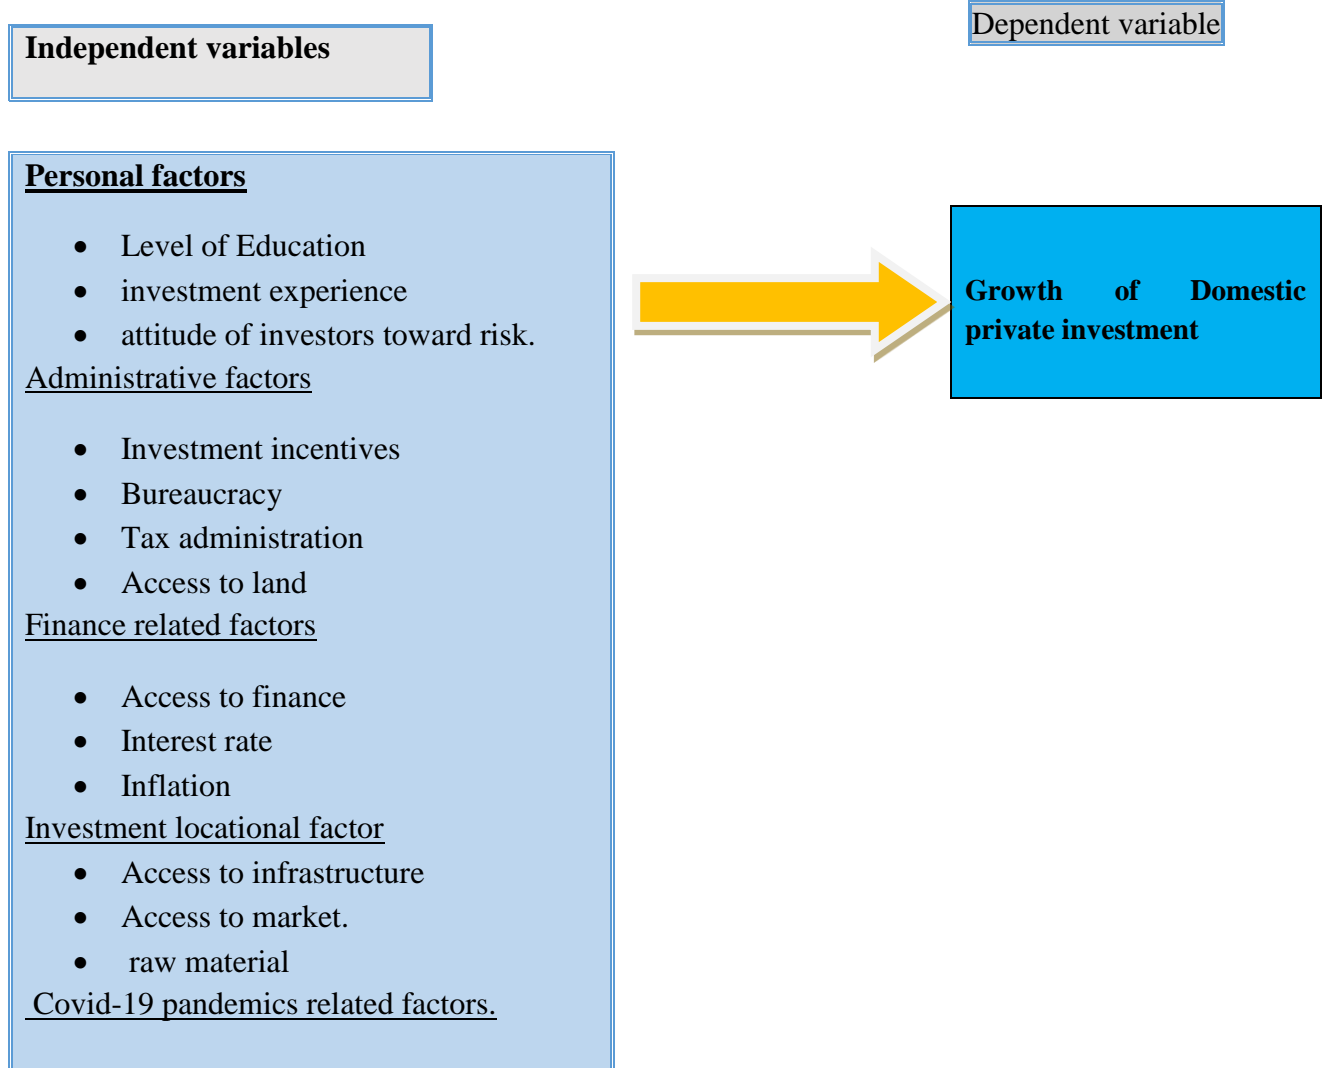 Dependent variable
Independent variables
Personal factors
• Level of Education
• investment experience
• attitude of investors toward risk.
Administrative factors
• Investment incentives
• Bureaucracy
• Tax administration
• Access to land
Finance related factors
• Access to finance
• Interest rate
• Inflation
Investment locational factor
• Access to infrastructure
• Access to market.
• raw material
Covid-19 pandemics related factors.
Growth of Domestic
private investment